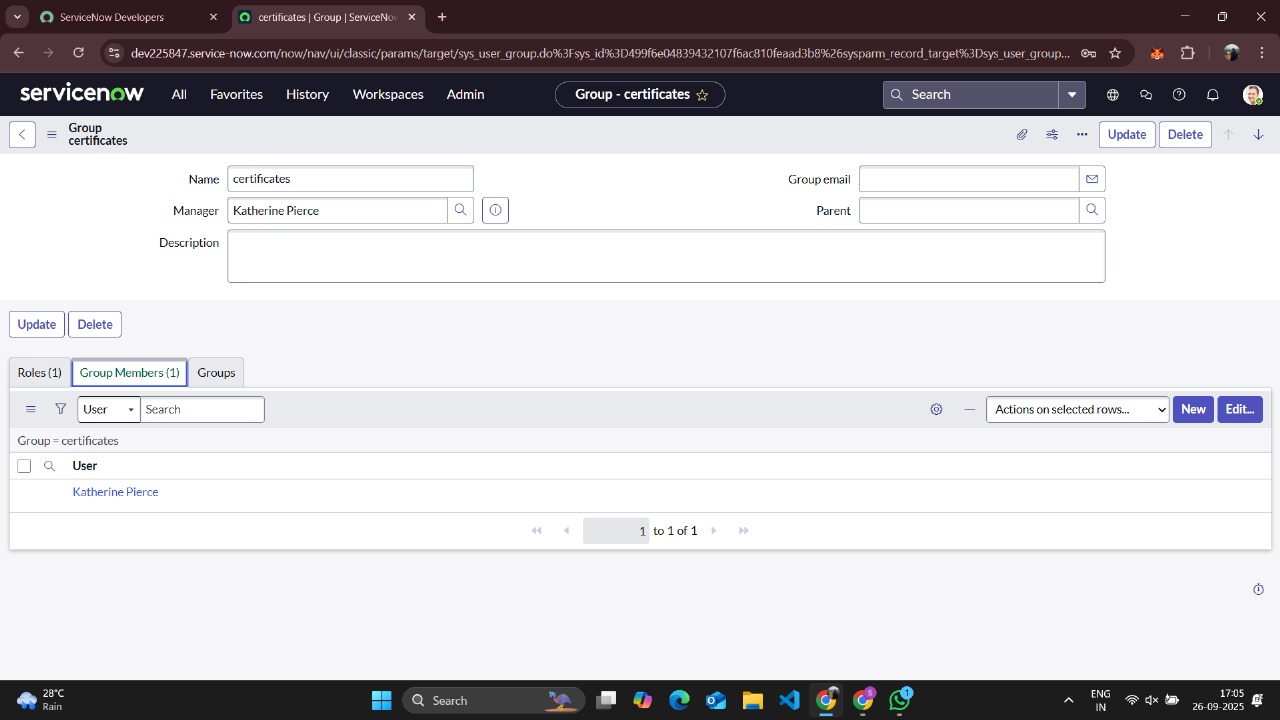 ServiceNow Developers
certificates | Group | ServiceNow
dev225847.service-now.com/now/nav/ui/classic/params/target/sys_user_group.do%3Fsys_id%3D499f6e04839432107f6ac810feaad3b8%26sysparm_record_target%3Dsys_user_group...
servicenow All Favorites History Workspaces Admin Group - certificates Search
Group
certificates
Update Delete
Name certificates Group email
Manager Katherine Pierce Parent
Description
Update Delete
Roles (1) Group Members (1) Groups
User Search Actions on selected rows... New Edit...
Group = certificates
User
Katherine Pierce
1 to 1 of 1
28°C
Rain
Search
S
1
ENG
IN
17:05
26-09-2025